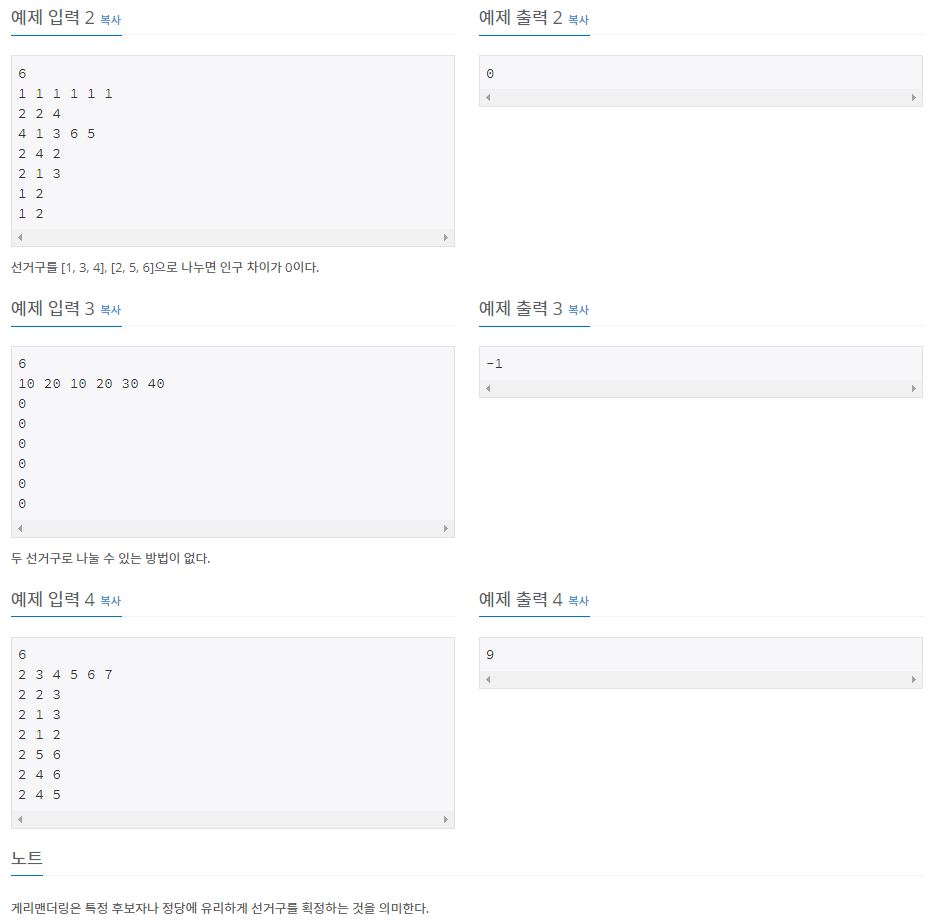 예제 입력 2 복사
예제 출력 2 복사
6
1 1 1 1 1 1
2 2 4
4 1 3 6 5
2 4 2
2 1 3
1 2
1 2
0
선거구를 [1, 3, 4], [2, 5, 6]으로 나누면 인구 차이가 0이다.
예제 입력 3 복사
예제 출력 3 복사
6
10 20 10 20 30 40
0
0
0
0
0
0
-1
두 선거구로 나눌 수 있는 방법이 없다.
예제 입력 4 복사
예제 출력 4 복사
6
2 3 4 5 6 7
2 2 3
2 1 3
2 1 2
2 5 6
2 4 6
2 4 5
9
노트
게리맨더링은 특정 후보자나 정당에 유리하게 선거구를 획정하는 것을 의미한다.